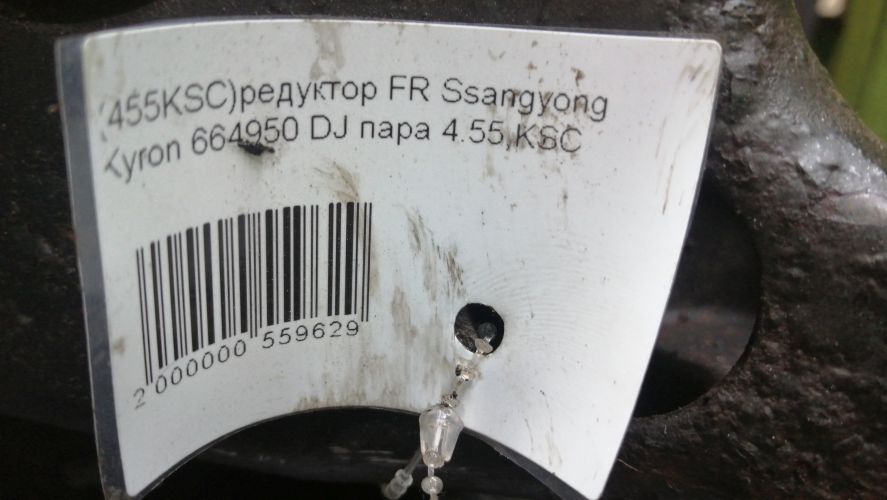 (455KSC)редуктор FR Ssangyong
Kyron 664950 DJ пара 4.55,KSC
2 000000 559629